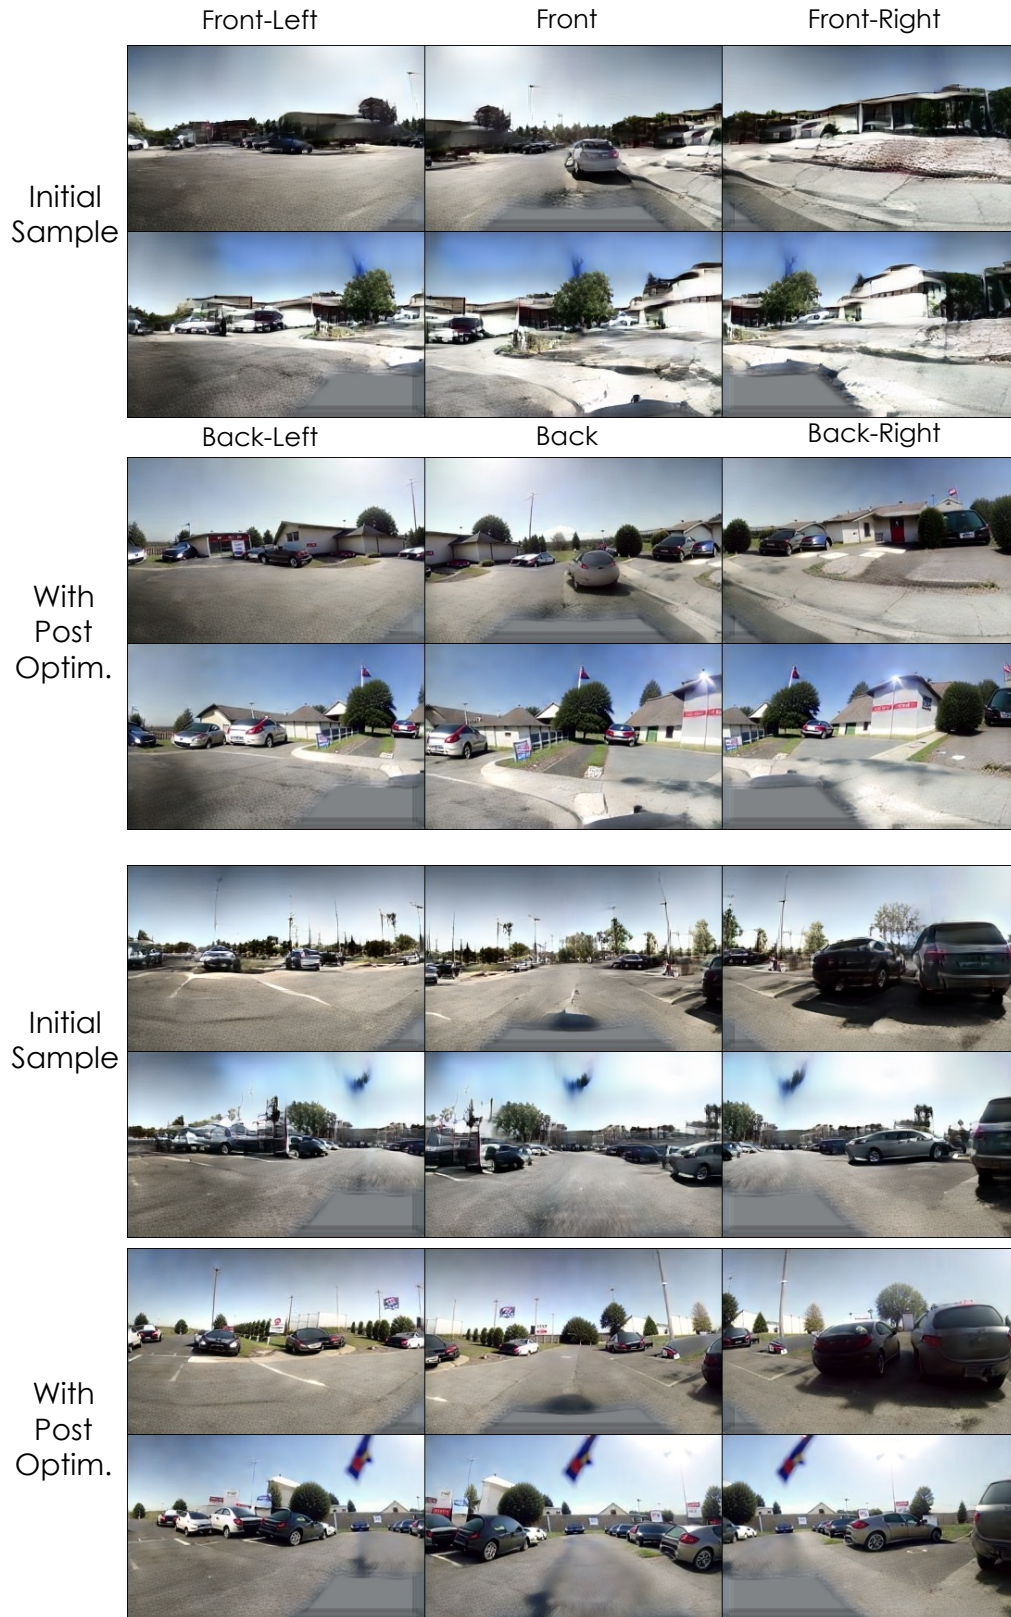 Front-Left Front Front-Right
Initial
Sample
Back-Left Back Back-Right
With
Post
Optim.
Initial
Sample
With
Post
Optim.